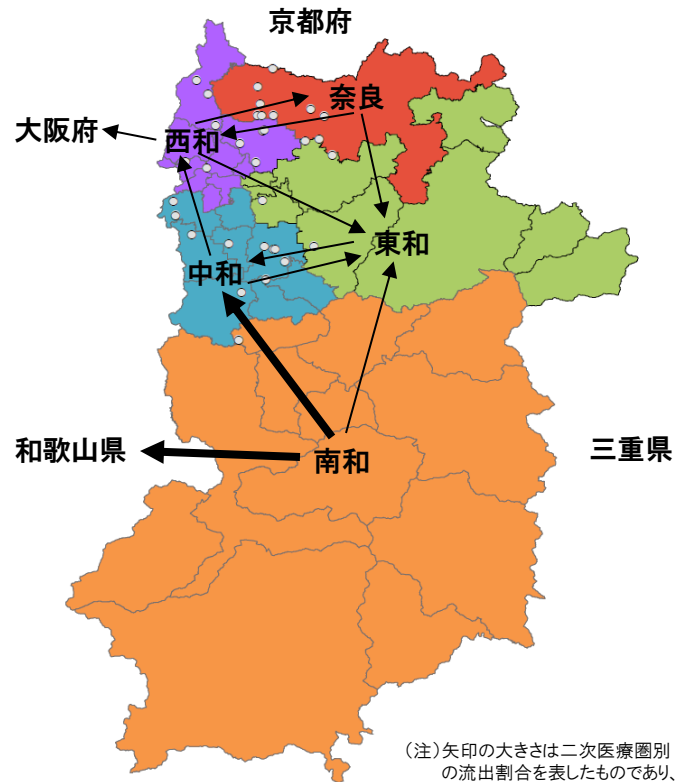 京都府
奈良
大阪府
西和
東和
中和
和歌山県
南和
三重県
（注）矢印の大きさは二次医療圏別
の流出割合を表したものであり、